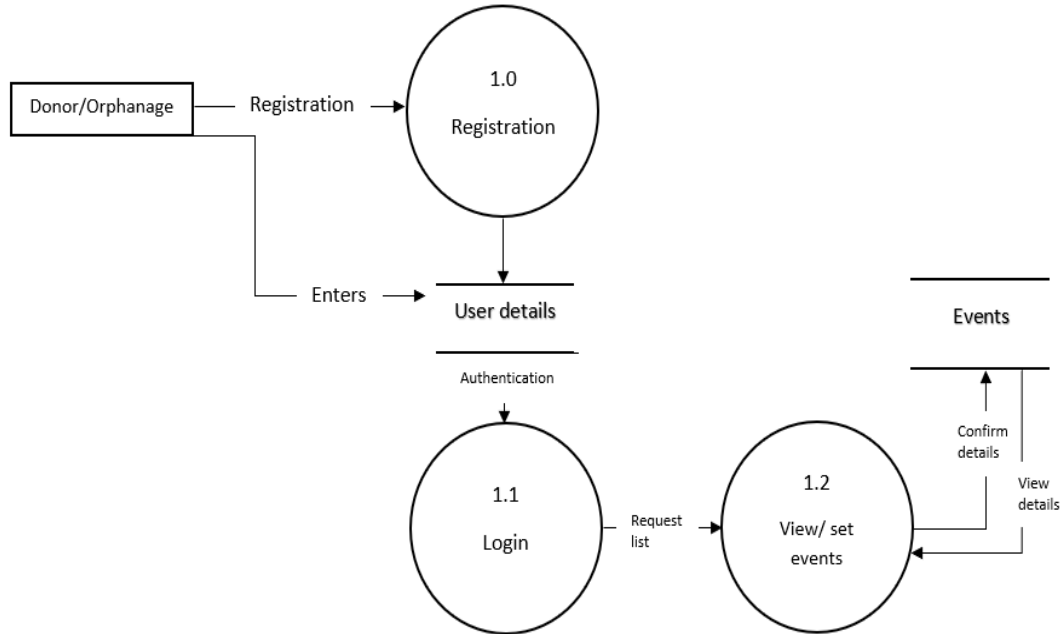 1.0
Donor/Orphanage
Registration
Registration
Enters
User details
Events
Authentication
Confirm
details
1.1
Login
Request
list
1.2
View/ set
events
View
details